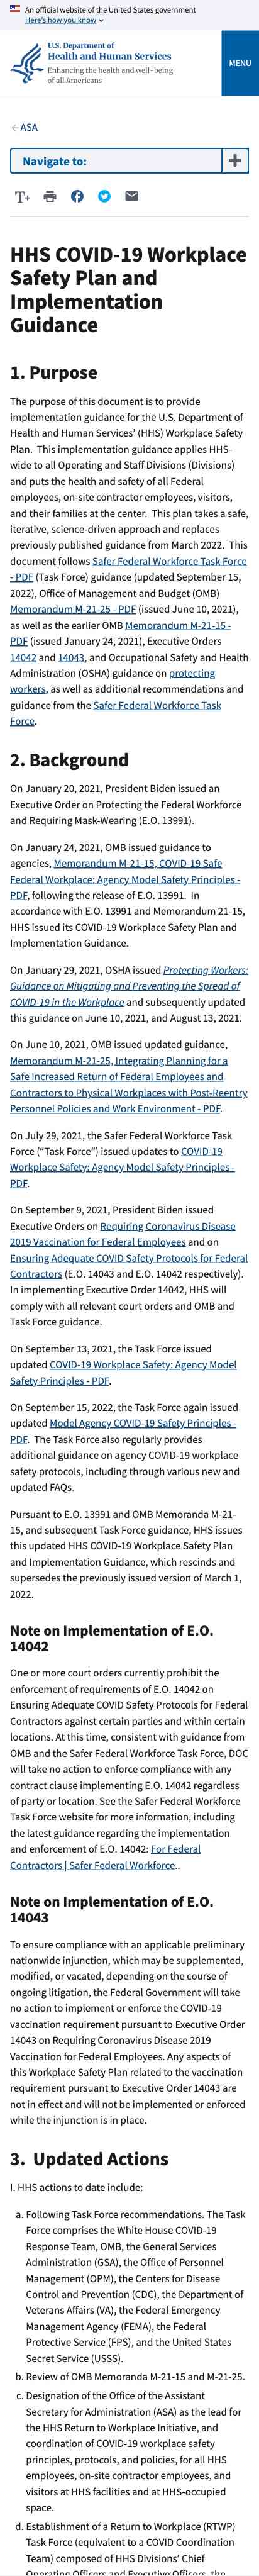 An official website of the United States government
Here's how you know
U.S. Department of
Health and Human Services
Enhancing the health and well-being
of all Americans
MENU
ASA
Navigate to:
HHS COVID-19 Workplace
Safety Plan and
Implementation
Guidance
1. Purpose
The purpose of this document is to provide
implementation guidance for the U.S. Department of
Health and Human Services' (HHS) Workplace Safety
Plan. This implementation guidance applies HHS-
wide to all Operating and Staff Divisions (Divisions)
and puts the health and safety of all Federal
employees, on-site contractor employees, visitors,
and their families at the center. This plan takes a safe,
iterative, science-driven approach and replaces
previously published guidance from March 2022. This
document follows Safer Federal Workforce Task Force
- PDF (Task Force) guidance (updated September 15,
2022), Office of Management and Budget (OMB)
Memorandum M-21-25 - PDF (issued June 10, 2021),
as well as the earlier OMB Memorandum M-21-15 -
PDF (issued January 24, 2021), Executive Orders
14042 and 14043, and Occupational Safety and Health
Administration (OSHA) guidance on protecting
workers, as well as additional recommendations and
guidance from the Safer Federal Workforce Task
Force.
2. Background
On January 20, 2021, President Biden issued an
Executive Order on Protecting the Federal Workforce
and Requiring Mask-Wearing (E.O. 13991).
On January 24, 2021, OMB issued guidance to
agencies, Memorandum M-21-15, COVID-19 Safe
Federal Workplace: Agency Model Safety Principles -
PDF, following the release of E.O. 13991. In
accordance with E.O. 13991 and Memorandum 21-15,
HHS issued its COVID-19 Workplace Safety Plan and
Implementation Guidance.
On January 29, 2021, OSHA issued Protecting Workers:
Guidance on Mitigating and Preventing the Spread of
COVID-19 in the Workplace and subsequently updated
this guidance on June 10, 2021, and August 13, 2021.
On June 10, 2021, OMB issued updated guidance,
Memorandum M-21-25, Integrating Planning for a
Safe Increased Return of Federal Employees and
Contractors to Physical Workplaces with Post-Reentry
Personnel Policies and Work Environment - PDF.
On July 29, 2021, the Safer Federal Workforce Task
Force ("Task Force") issued updates to COVID-19
Workplace Safety: Agency Model Safety Principles -
PDF.
On September 9, 2021, President Biden issued
Executive Orders on Requiring Coronavirus Disease
2019 Vaccination for Federal Employees and on
Ensuring Adequate COVID Safety Protocols for Federal
Contractors (E.O. 14043 and E.O. 14042 respectively).
In implementing Executive Order 14042, HHS will
comply with all relevant court orders and OMB and
Task Force guidance.
On September 13, 2021, the Task Force issued
updated COVID-19 Workplace Safety: Agency Model
Safety Principles - PDF.
On September 15, 2022, the Task Force again issued
updated Model Agency COVID-19 Safety Principles -
PDF. The Task Force also regularly provides
additional guidance on agency COVID-19 workplace
safety protocols, including through various new and
updated FAQs.
Pursuant to E.O. 13991 and OMB Memoranda M-21-
15, and subsequent Task Force guidance, HHS issues
this updated HHS COVID-19 Workplace Safety Plan
and Implementation Guidance, which rescinds and
supersedes the previously issued version of March 1,
2022.
Note on Implementation of E.O.
14042
One or more court orders currently prohibit the
enforcement of requirements of E.O. 14042 on
Ensuring Adequate COVID Safety Protocols for Federal
Contractors against certain parties and within certain
locations. At this time, consistent with guidance from
OMB and the Safer Federal Workforce Task Force, DOC
will take no action to enforce compliance with any
contract clause implementing E.O. 14042 regardless
of party or location. See the Safer Federal Workforce
Task Force website for more information, including
the latest guidance regarding the implementation
and enforcement of E.O. 14042: For Federal
Contractors | Safer Federal Workforce..
Note on Implementation of E.O.
14043
To ensure compliance with an applicable preliminary
nationwide injunction, which may be supplemented,
modified, or vacated, depending on the course of
ongoing litigation, the Federal Government will take
no action to implement or enforce the COVID-19
vaccination requirement pursuant to Executive Order
14043 on Requiring Coronavirus Disease 2019
Vaccination for Federal Employees. Any aspects of
this Workplace Safety Plan related to the vaccination
requirement pursuant to Executive Order 14043 are
not in effect and will not be implemented or enforced
while the injunction is in place.
3. Updated Actions
I. HHS actions to date include:
a. Following Task Force recommendations. The Task
Force comprises the White House COVID-19
Response Team, OMB, the General Services
Administration (GSA), the Office of Personnel
Management (OPM), the Centers for Disease
Control and Prevention (CDC), the Department of
Veterans Affairs (VA), the Federal Emergency
Management Agency (FEMA), the Federal
Protective Service (FPS), and the United States
Secret Service (USSS).
b. Review of OMB Memoranda M-21-15 and M-21-25.
c. Designation of the Office of the Assistant
Secretary for Administration (ASA) as the lead for
the HHS Return to Workplace Initiative, and
coordination of COVID-19 workplace safety
principles, protocols, and policies, for all HHS
employees, on-site contractor employees, and
visitors at HHS facilities and at HHS-occupied
space.
d. Establishment of a Return to Workplace (RTWP)
Task Force (equivalent to a COVID Coordination
Team) composed of HHS Divisions' Chief
Operating Officers and Executive Officers, the